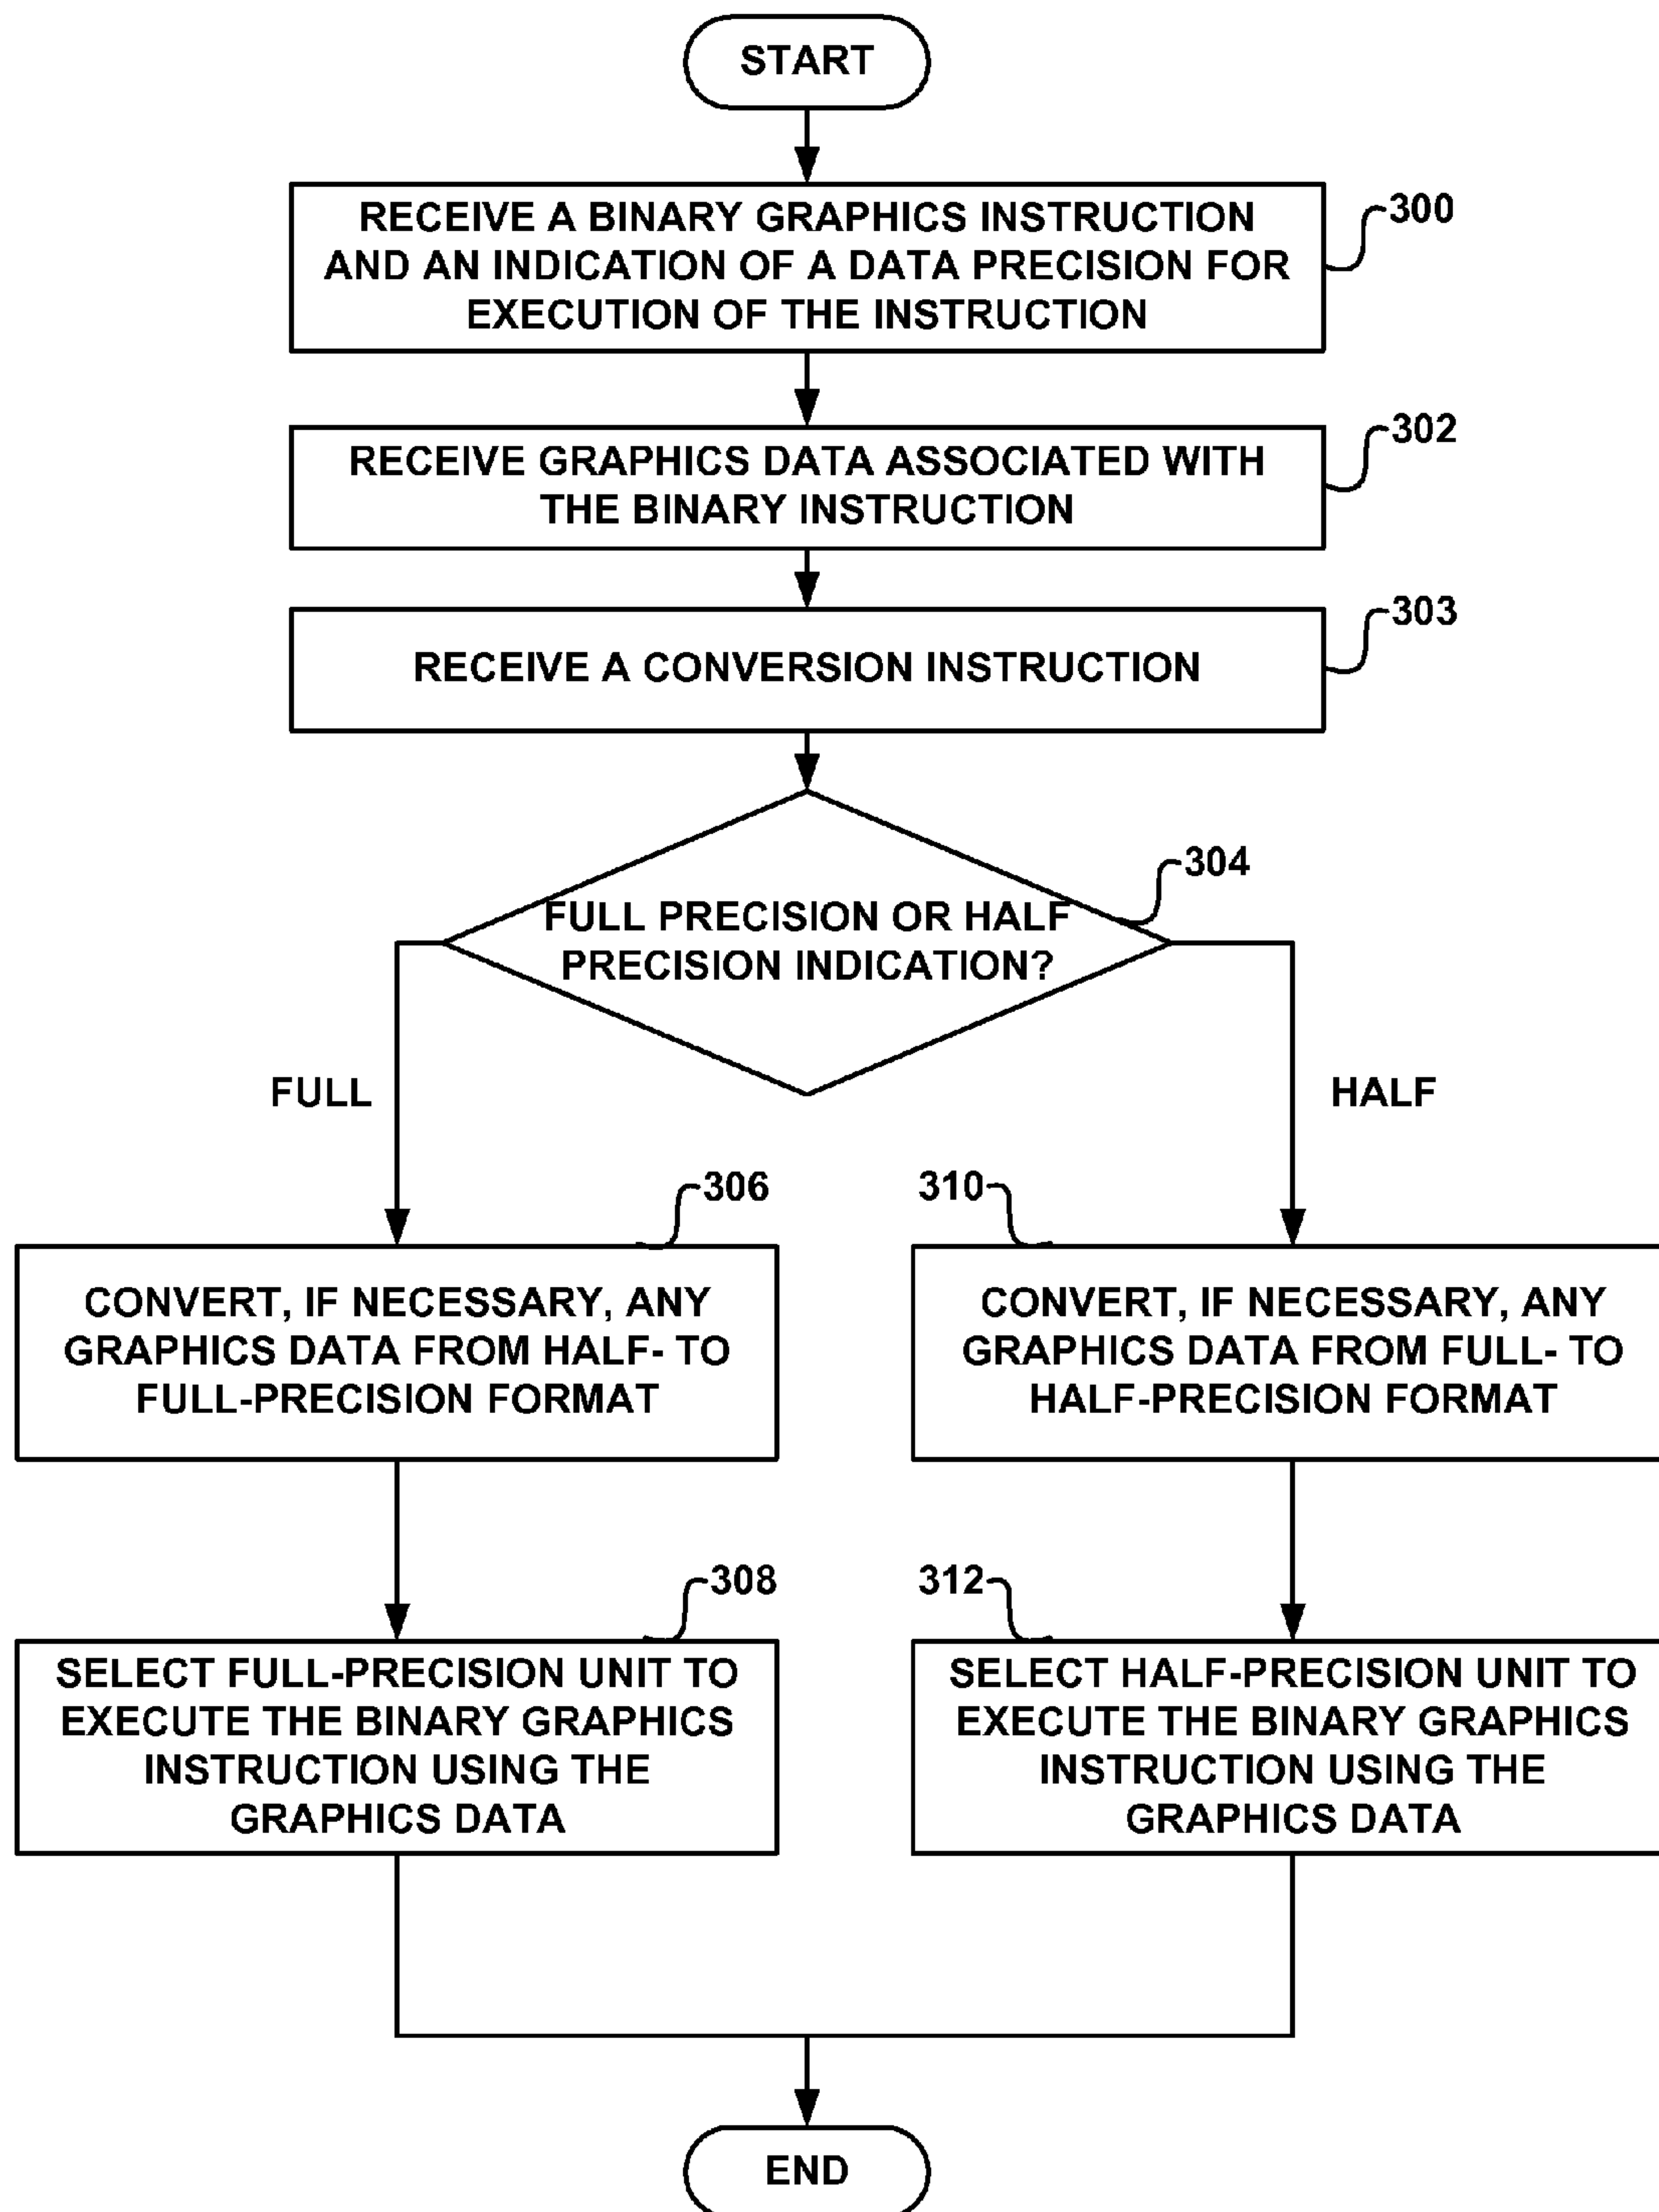 START
RECEIVE A BINARY GRAPHICS INSTRUCTION
AND AN INDICATION OF A DATA PRECISION FOR
EXECUTION OF THE INSTRUCTION
300
RECEIVE GRAPHICS DATA ASSOCIATED WITH
THE BINARY INSTRUCTION
302
RECEIVE A CONVERSION INSTRUCTION
303
FULL PRECISION OR HALF
PRECISION INDICATION?
304
FULL
HALF
306
CONVERT, IF NECESSARY, ANY
GRAPHICS DATA FROM HALF- TO
FULL-PRECISION FORMAT
310
CONVERT, IF NECESSARY, ANY
GRAPHICS DATA FROM FULL- TO
HALF-PRECISION FORMAT
308
SELECT FULL-PRECISION UNIT TO
EXECUTE THE BINARY GRAPHICS
INSTRUCTION USING THE
GRAPHICS DATA
312
SELECT HALF-PRECISION UNIT TO
EXECUTE THE BINARY GRAPHICS
INSTRUCTION USING THE
GRAPHICS DATA
END